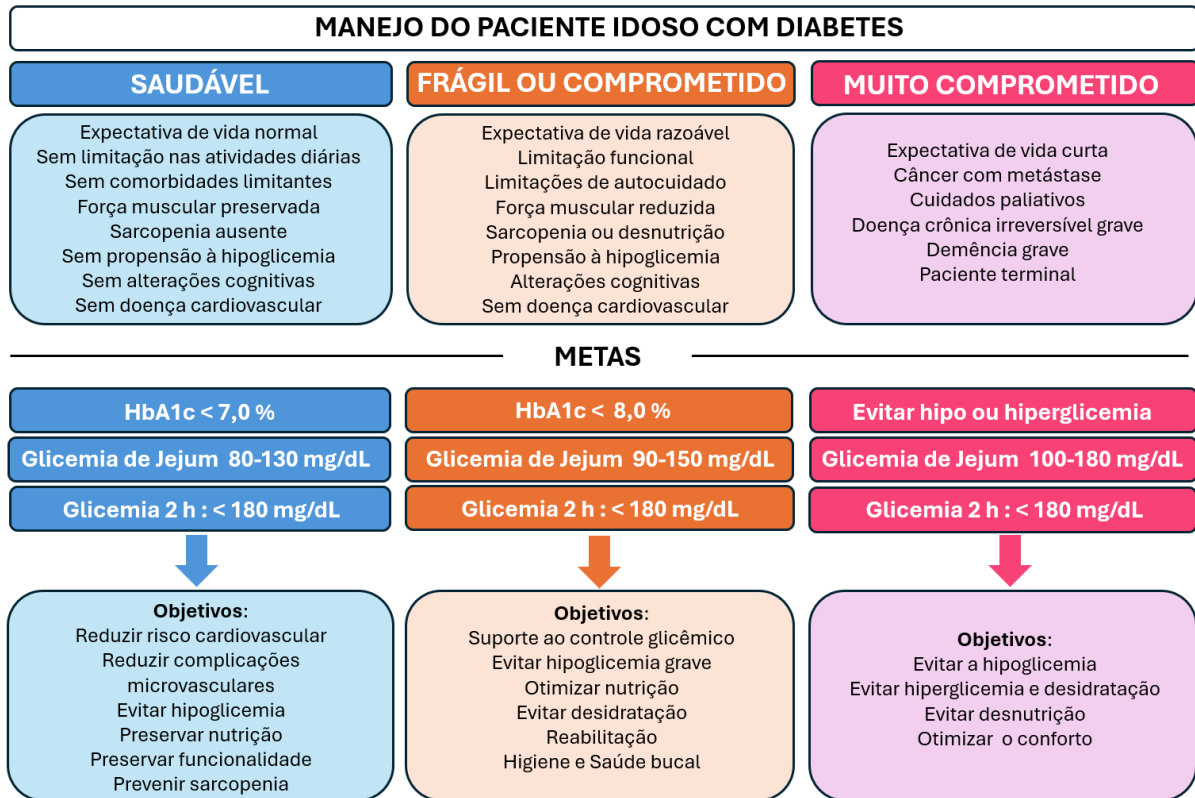 MANEJO DO PACIENTE IDOSO COM DIABETES
SAUDÁVEL
Expectativa de vida normal
Sem limitação nas atividades diárias
Sem comorbidades limitantes
Força muscular preservada
Sarcopenia ausente
Sem propensão à hipoglicemia
Sem alterações cognitivas
Sem doença cardiovascular
FRÁGIL OU COMPROMETIDO
Expectativa de vida razoável
Limitação funcional
Limitações de autocuidado
Força muscular reduzida
Sarcopenia ou desnutrição
Propensão à hipoglicemia
Alterações cognitivas
Sem doença cardiovascular
MUITO COMPROMETIDO
Expectativa de vida curta
Câncer com metástase
Cuidados paliativos
Doença crônica irreversível grave
Demência grave
Paciente terminal
METAS
HbA1c < 7,0 %
Glicemia de Jejum 80-130 mg/dL
Glicemia 2 h : < 180 mg/dL
HbA1c < 8,0 %
Glicemia de Jejum 90-150 mg/dL
Glicemia 2 h : < 180 mg/dL
Evitar hipo ou hiperglicemia
Glicemia de Jejum 100-180 mg/dL
Glicemia 2 h : < 180 mg/dL
Objetivos:
Reduzir risco cardiovascular
Reduzir complicações
microvasculares
Evitar hipoglicemia
Preservar nutrição
Preservar funcionalidade
Prevenir sarcopenia
Objetivos:
Suporte ao controle glicêmico
Evitar hipoglicemia grave
Otimizar nutrição
Evitar desidratação
Reabilitação
Higiene e Saúde bucal
Objetivos:
Evitar a hipoglicemia
Evitar hiperglicemia e desidratação
Evitar desnutrição
Otimizar o conforto